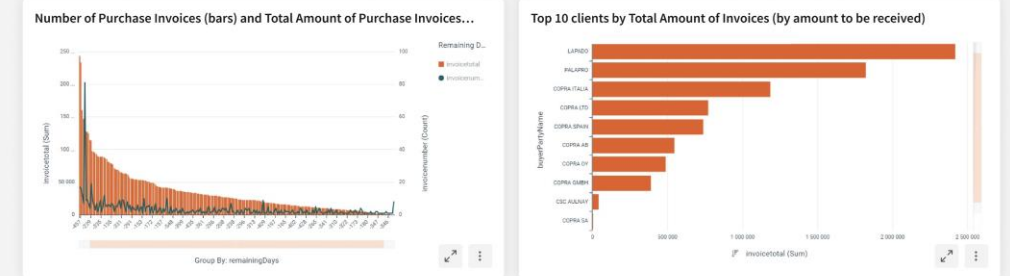 Number of Purchase Invoices (bars) and Total Amount of Purchase Invoices...
Remaining D...
invoicetotal
invoicenum...
invoicetotal (Sum)
250 ...
200 ...
150 ...
100 ...
50 000
0
100
80
60
40
20
0
invoicenumber (Count)
Group By: remainingDays
Top 10 clients by Total Amount of Invoices (by amount to be received)
buyerPartyName
PALAPRO
COPRA ITALIA
COPRA LTD
COPRA SPAIN
COPRA AB
COPRA OY
COPRA GMBH
CSC AULNAY
COPRA SA
0
500 000
1 000 000
1 500 000
2 000 000
2 500 000
invoicetotal (Sum)